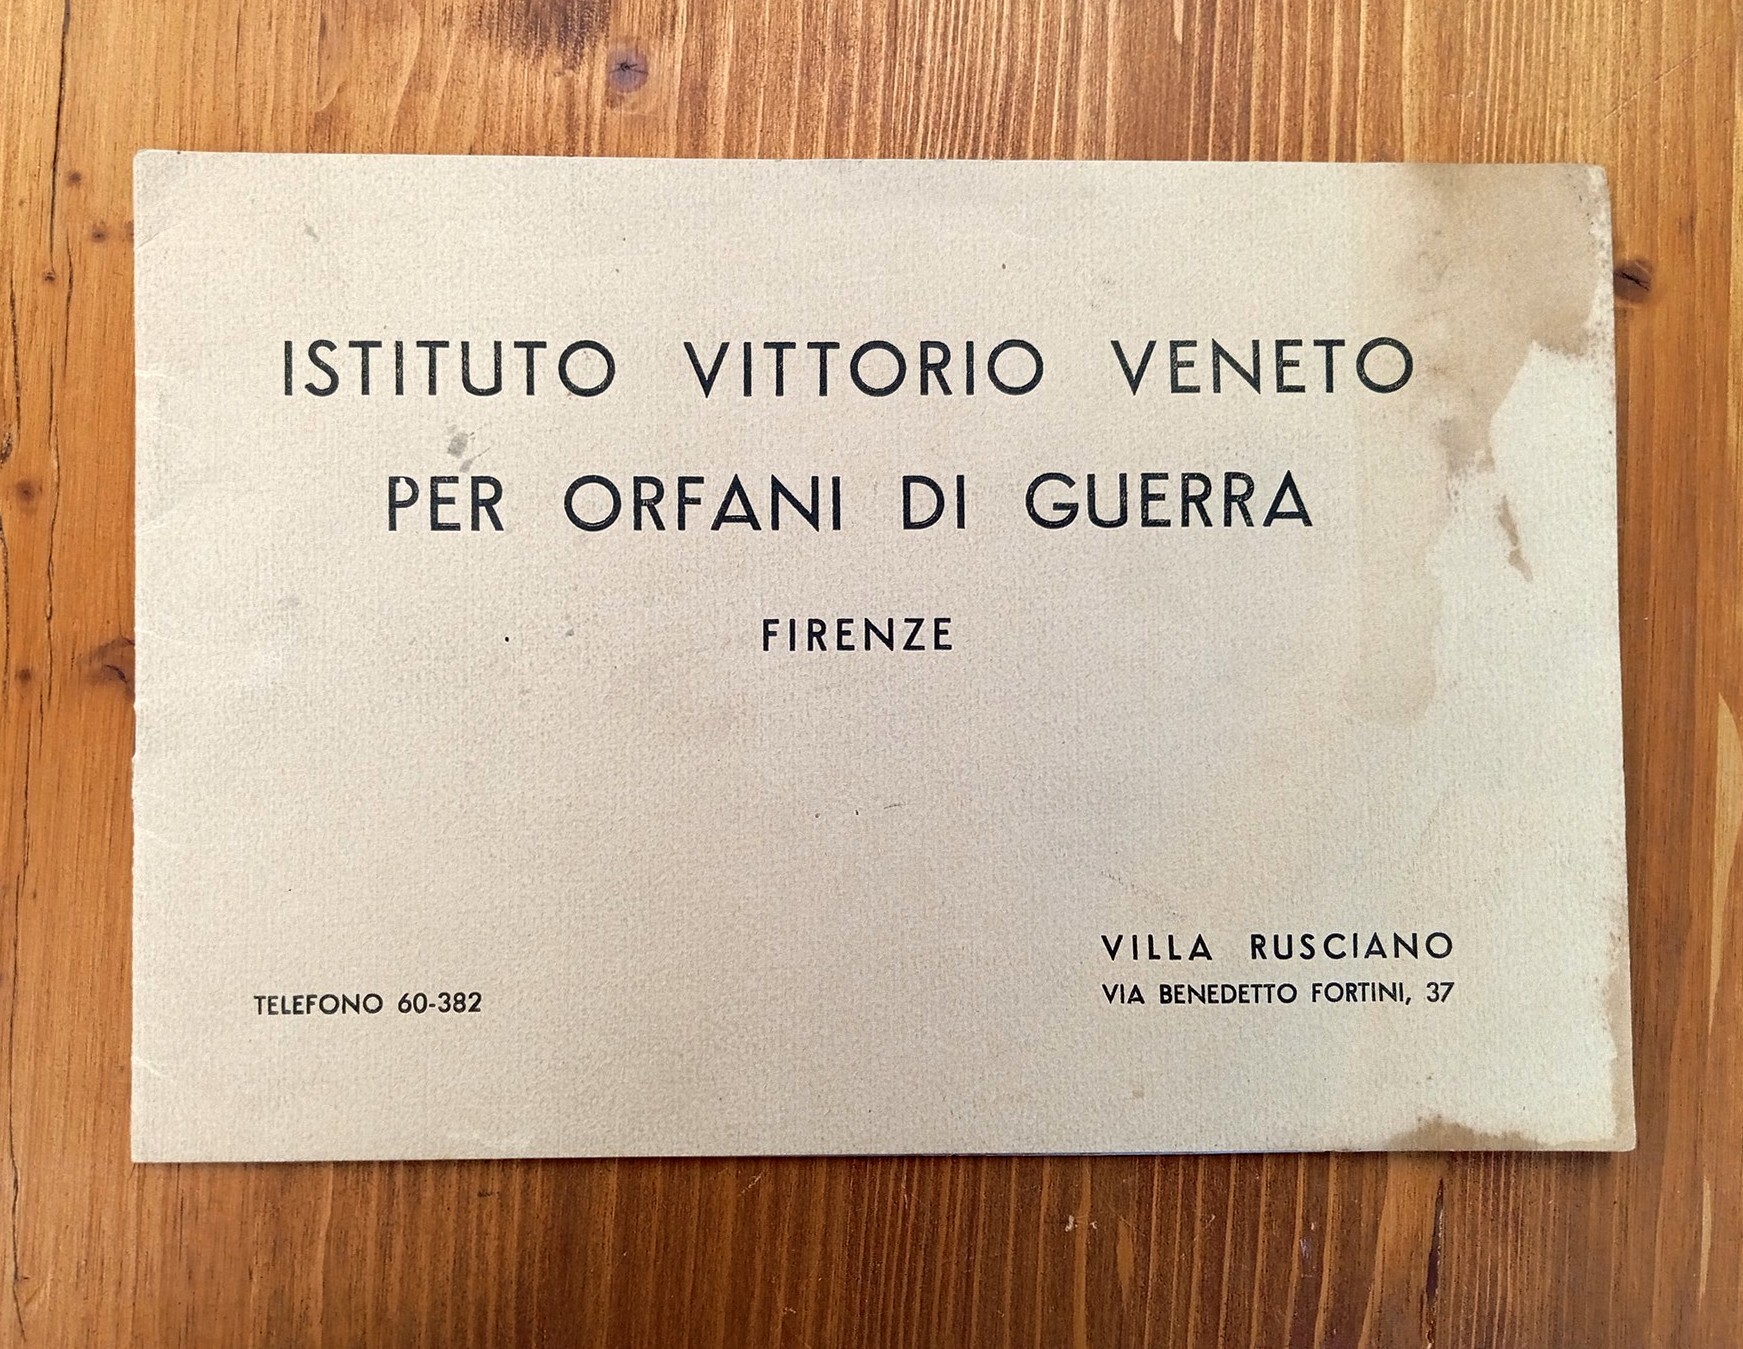 ISTITUTO VITTORIO VENETO
PER ORFANI DI GUERRA
FIRENZE
VILLA RUSCIANO
TELEFONO 60-382
VIA BENEDETTO FORTINI, 37